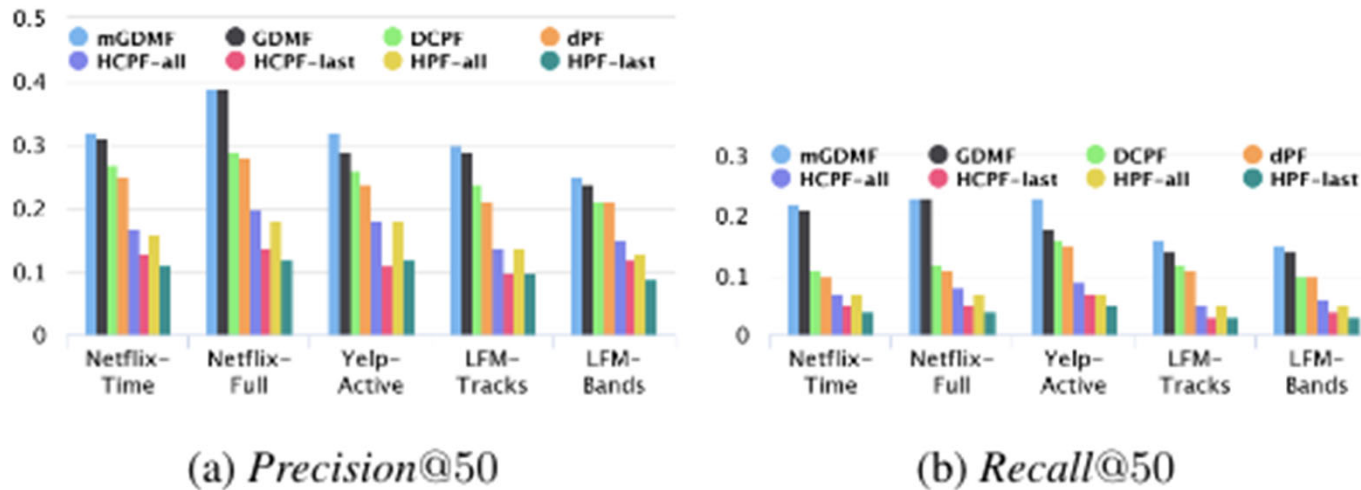 0.5
mGDMF GDMF DCPF dPF
HCPF-all HCPF-last HPF-all HPF-last
0.4
0.3
0.2
0.1
0
Netflix- Netflix- Yelp- LFM- LFM-
Time Full Active Tracks Bands
(a) Precision@50
0.3
mGDMF GDMF DCPF dPF
HCPF-all HCPF-last HPF-all HPF-last
0.2
0.1
0
Netflix- Netflix- Yelp- LFM- LFM-
Time Full Active Tracks Bands
(b) Recall@50